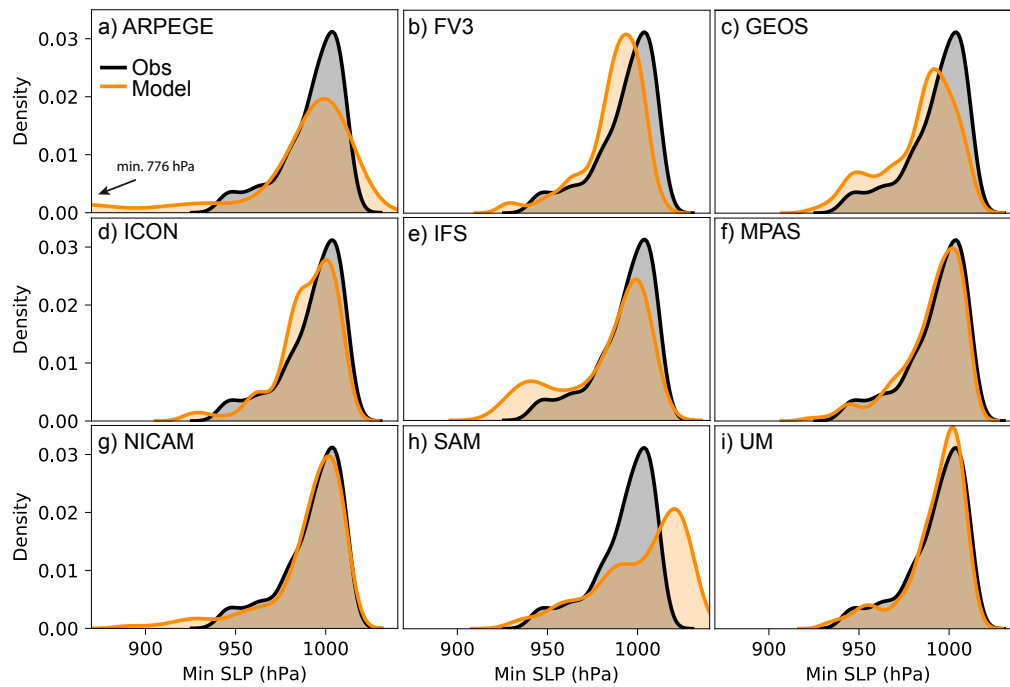 a) ARPEGE
b) FV3
c) GEOS
Obs
Model
min. 776 hPa
Density
0.03
0.02
0.01
0.00
d) ICON
e) IFS
f) MPAS
Density
0.03
0.02
0.01
0.00
g) NICAM
h) SAM
i) UM
Density
0.03
0.02
0.01
0.00
900 950 1000
900 950 1000
900 950 1000
Min SLP (hPa)
Min SLP (hPa)
Min SLP (hPa)